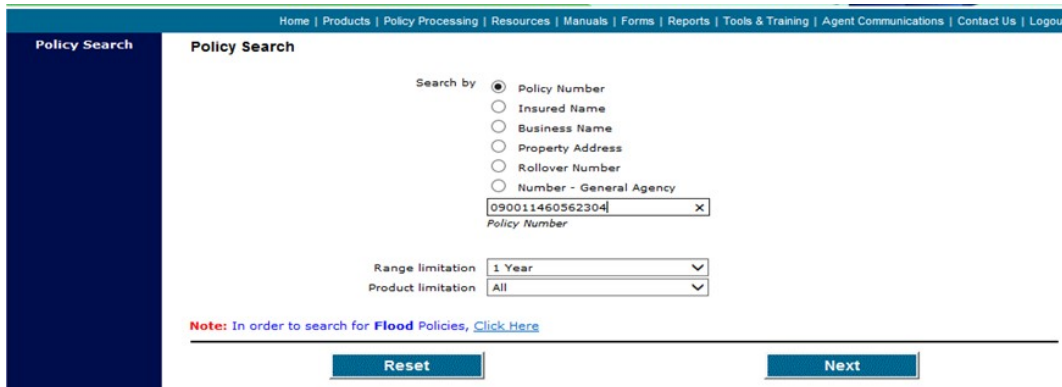 Home | Products | Policy Processing | Resources | Manuals | Forms | Reports | Tools & Training | Agent Communications | Contact Us | Logou
Policy Search
Policy Search
Search by
Policy Number
Insured Name
Business Name
Property Address
Rollover Number
Number - General Agency
090011460562304
Policy Number
Range limitation 1 Year
Product limitation All
Note: In order to search for Flood Policies, Click Here
Reset Next